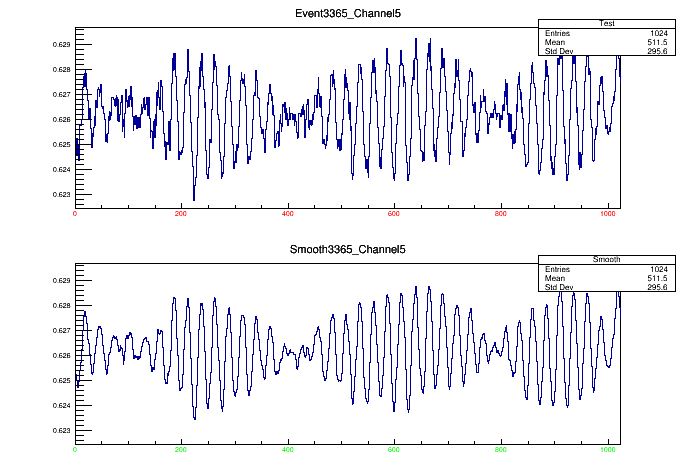 Event3365_Channel5
Test
Entries 1024
Mean 511.5
Std Dev 295.6
0.629
0.628
0.627
0.626
0.625
0.624
0.623
0 200 400 600 800 1000
Smooth3365_Channel5
Smooth
Entries 1024
Mean 511.5
Std Dev 295.6
0.629
0.628
0.627
0.626
0.625
0.624
0.623
0 200 400 600 800 1000